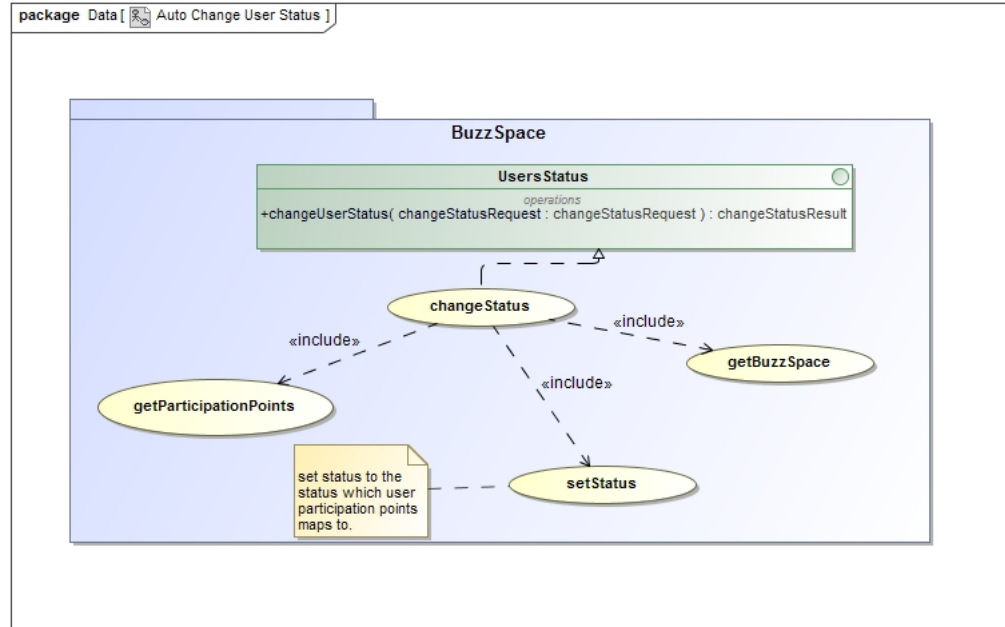 package Data [ Auto Change User Status ]
BuzzSpace
UsersStatus
operations
+changeUserStatus( changeStatusRequest : changeStatusRequest ) : changeStatusResult
changeStatus
«include»
«include»
getBuzzSpace
«include»
getParticipationPoints
set status to the
status which user
participation points
maps to.
setStatus